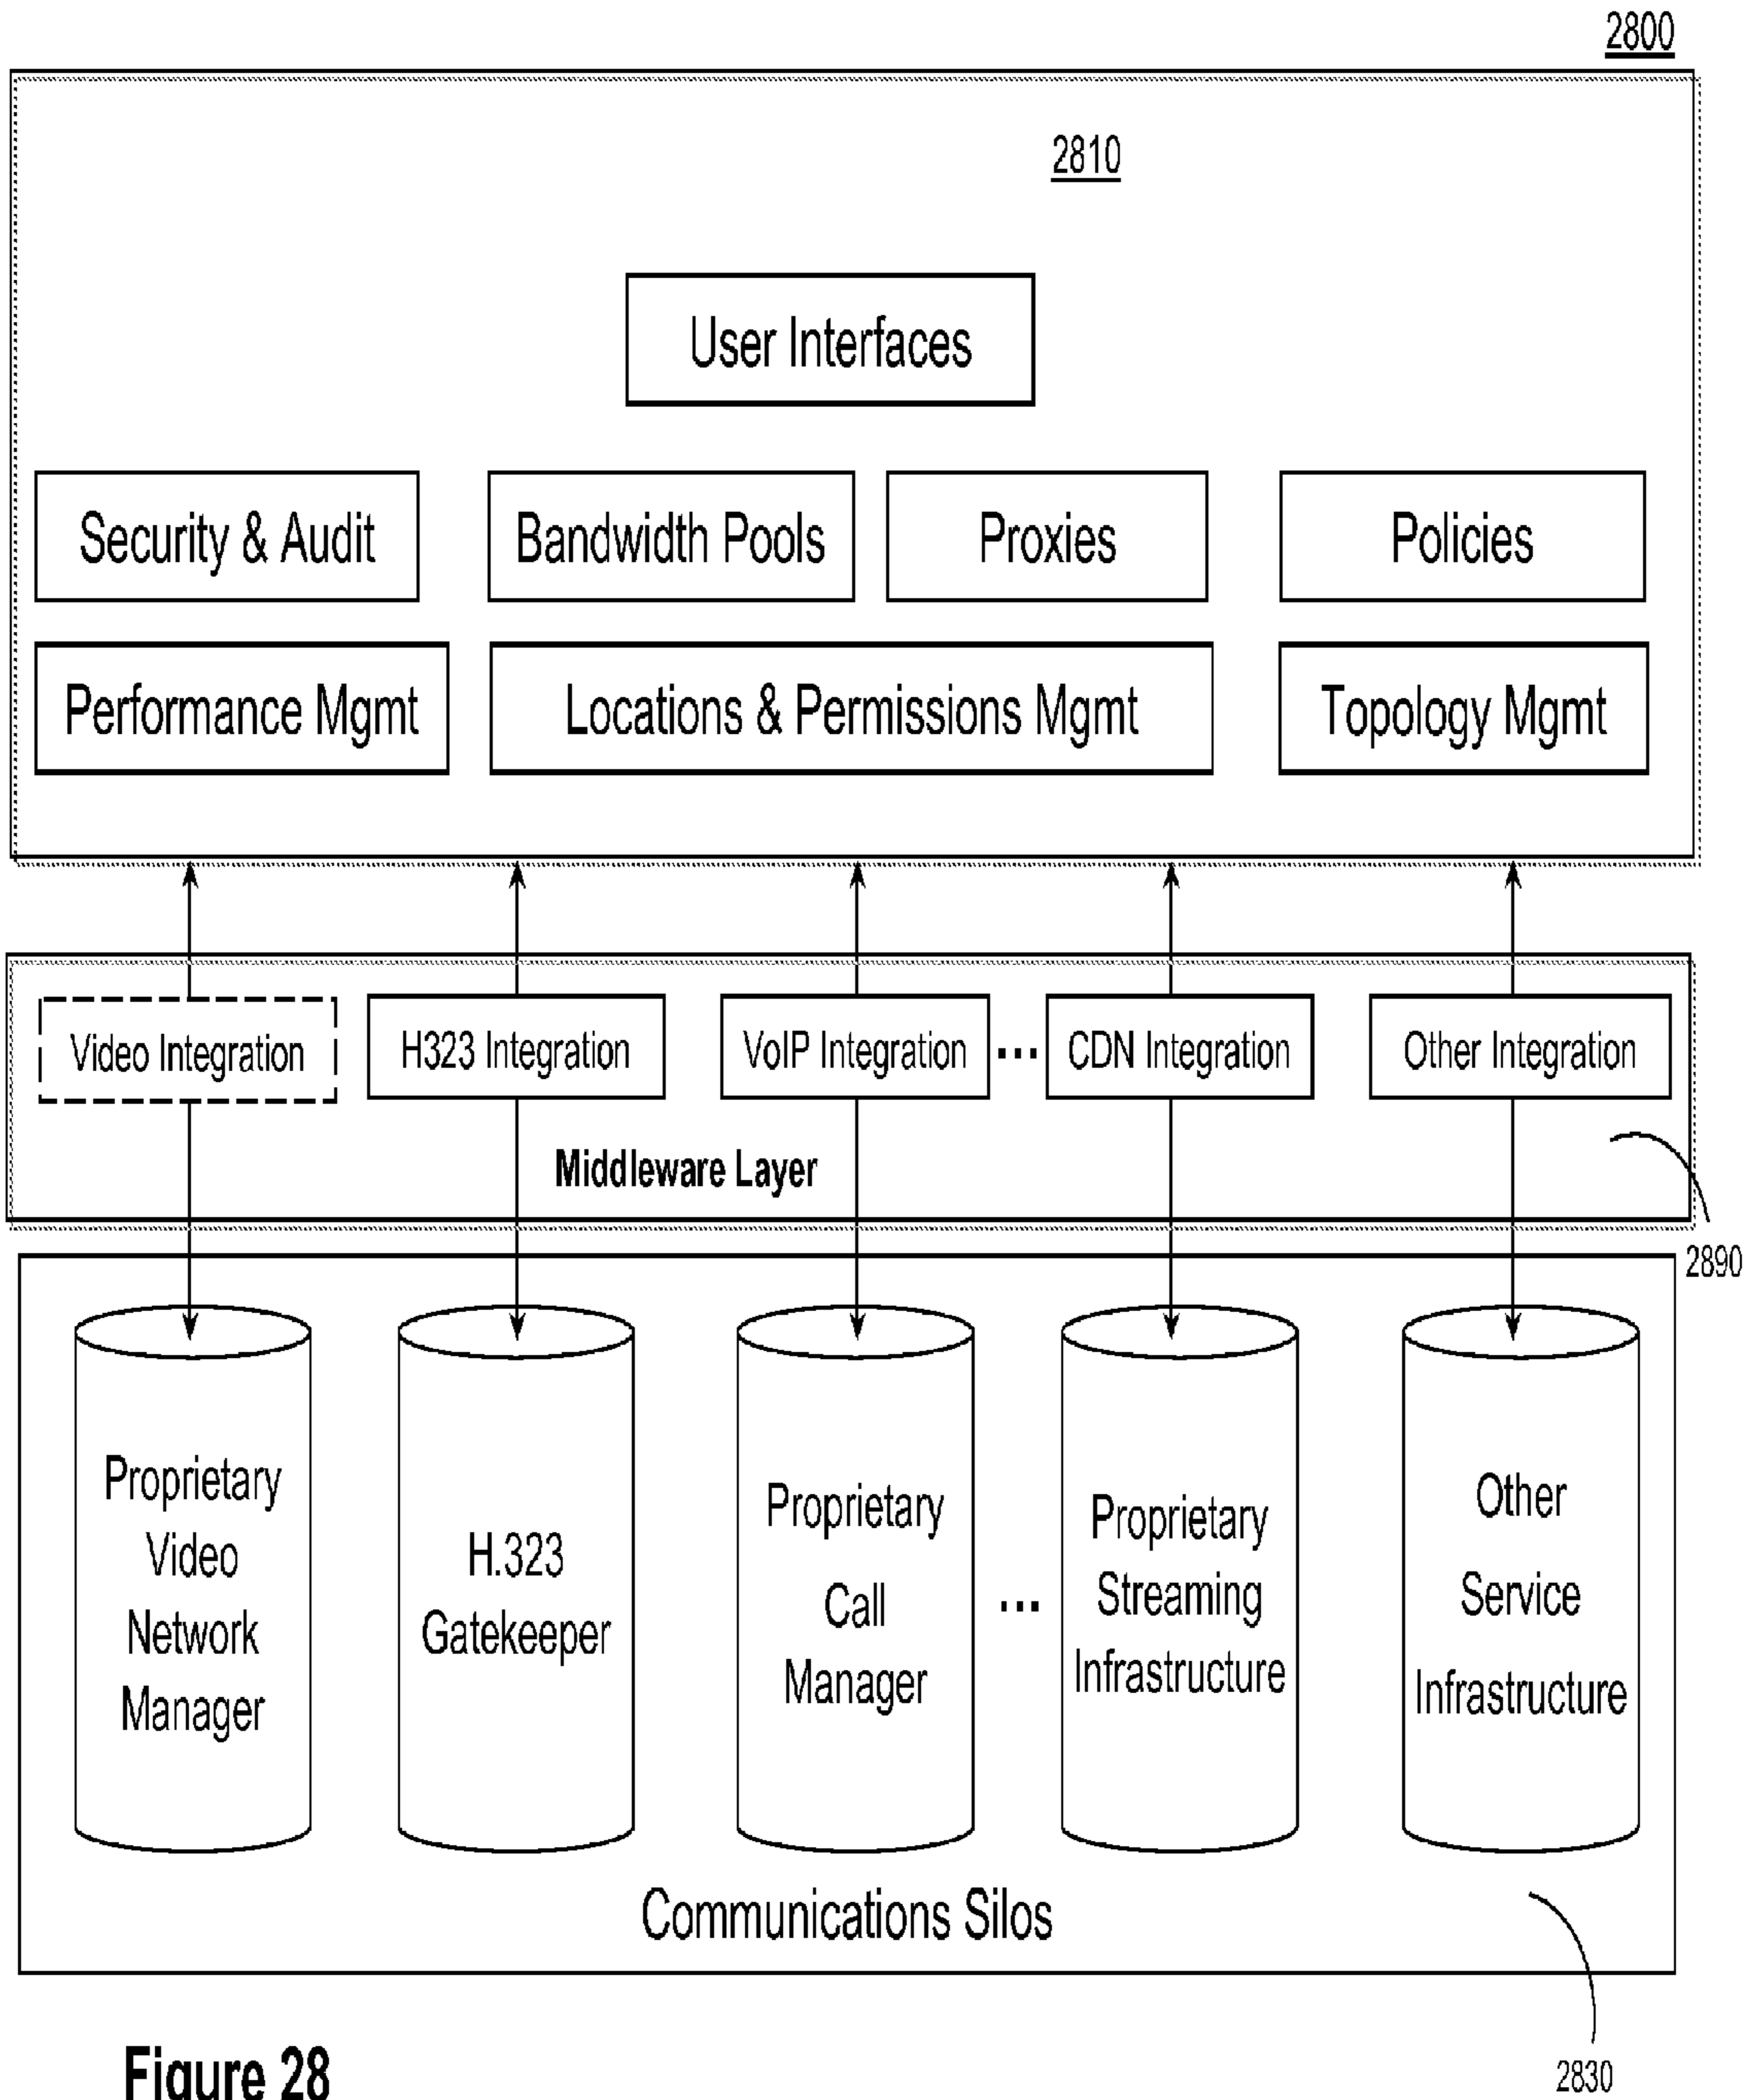 2800
2810
User Interfaces
Security & Audit
Bandwidth Pools
Proxies
Policies
Performance Mgmt
Locations & Permissions Mgmt
Topology Mgmt
Video Integration
H323 Integration
VoIP Integration
...
CDN Integration
Other Integration
Middleware Layer
2890
Proprietary
Video
Network
Manager
H.323
Gatekeeper
Proprietary
Call
Manager
...
Proprietary
Streaming
Infrastructure
Other
Service
Infrastructure
Communications Silos
2830
Figure 28